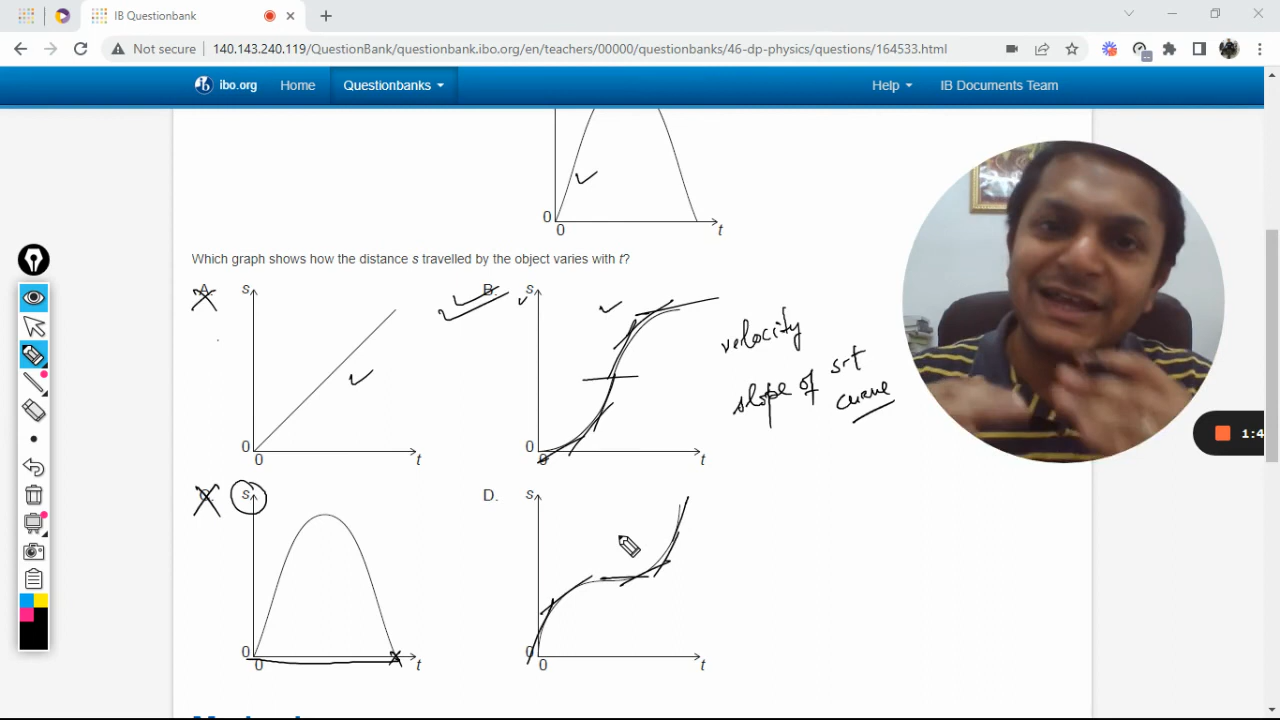 IB Questionbank
Not secure
140.143.240.119/QuestionBank/questionbank.ibo.org/en/teachers/00000/questionbanks/46-dp-physics/questions/164533.html
ibo.org
Home
Questionbanks
Help
IB Documents Team
0
0
t
Which graph shows how the distance s travelled by the object varies with t?
A.
s
0
0
t
B.
s
0
0
t
velocity
slope of s-t
curve
1:4
s
0
0
t
D.
s
0
0
t